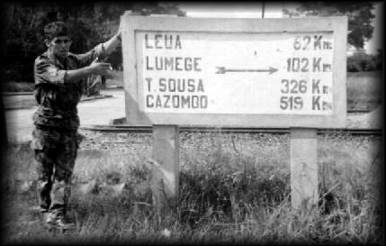 LEUA 62 Km
LUMEGE 102 Km
T. SOUSA 326 Km
CAZOMBO 519 Km